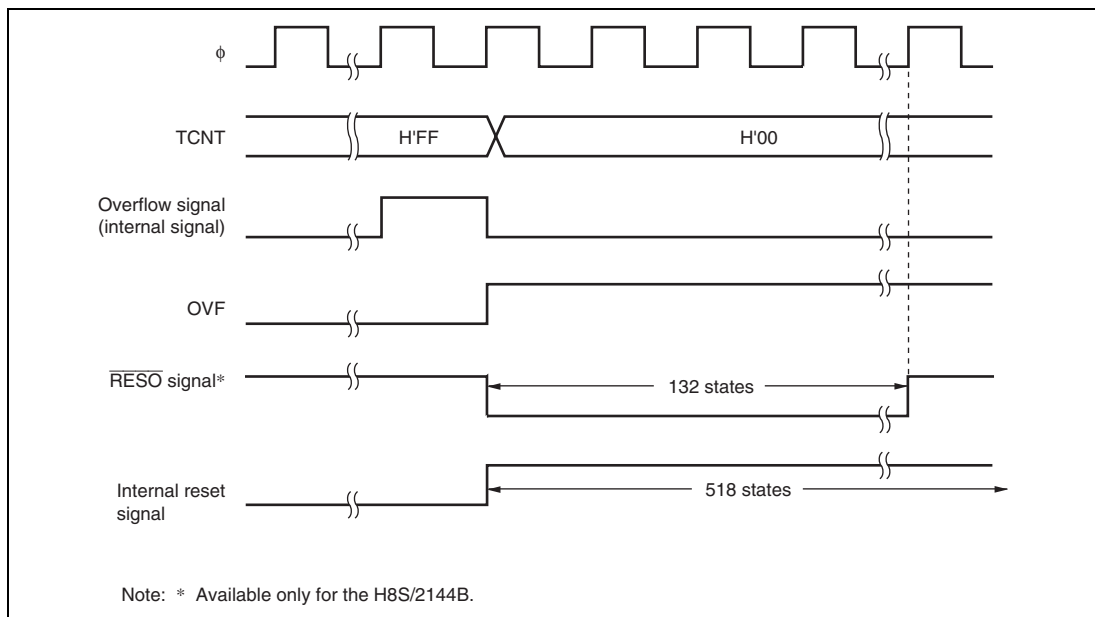 ϕ
TCNT
H'FF
H'00
Overflow signal
(internal signal)
OVF
RESO signal*
132 states
Internal reset
signal
518 states
Note: * Available only for the H8S/2144B.